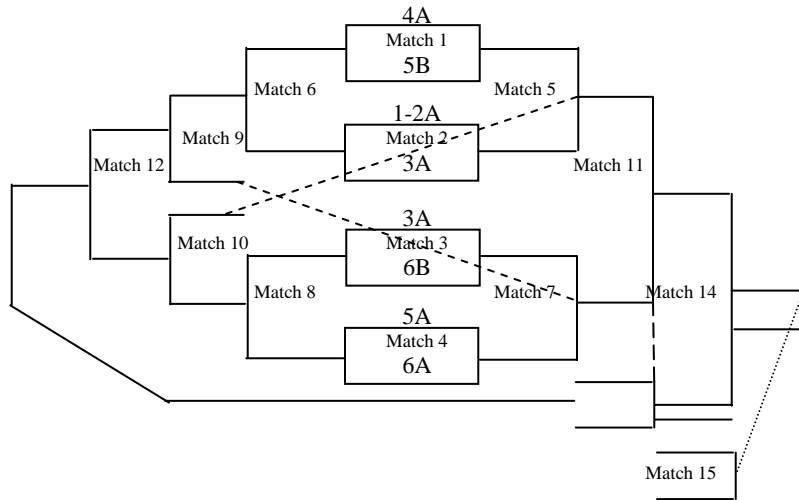 4A
Match 1
5B
Match 6
Match 5
1-2A
Match 2
3A
Match 9
Match 12
Match 11
3A
Match 3
6B
Match 10
Match 8
Match 7
Match 14
5A
Match 4
6A
Match 15